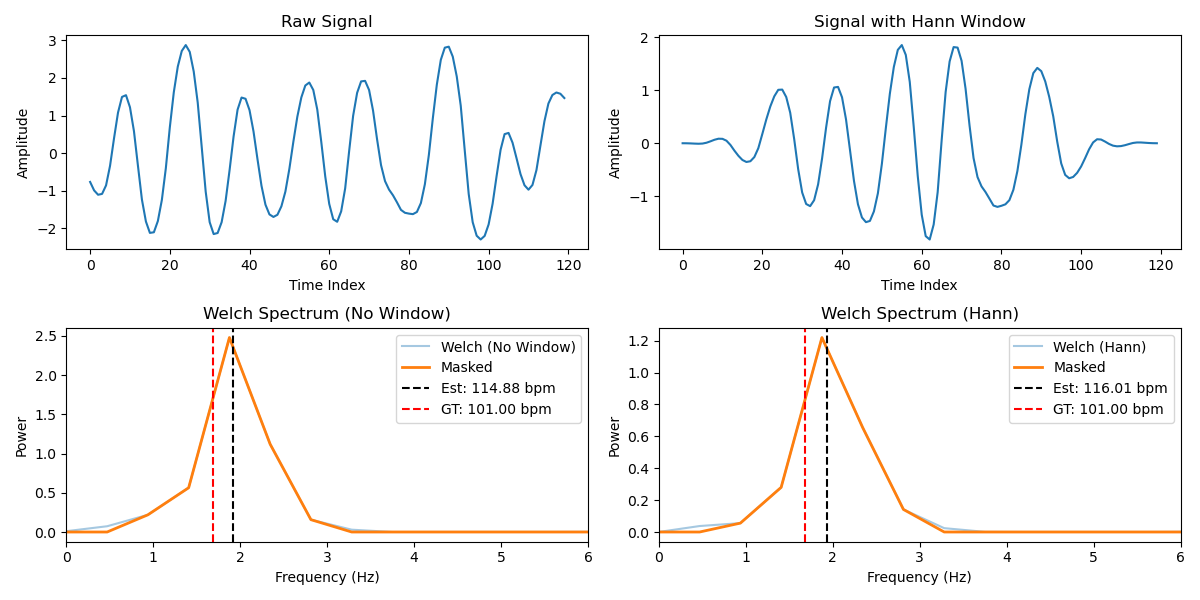 Raw Signal
Amplitude
3
2
1
0
−1
−2
0 20 40 60 80 100 120
Time Index
Signal with Hann Window
Amplitude
2
1
0
−1
0 20 40 60 80 100 120
Time Index
Welch Spectrum (No Window)
Power
2.5
2.0
1.5
1.0
0.5
0.0
Welch (No Window)
Masked
Est: 114.88 bpm
GT: 101.00 bpm
0 1 2 3 4 5 6
Frequency (Hz)
Welch Spectrum (Hann)
Power
1.2
1.0
0.8
0.6
0.4
0.2
0.0
Welch (Hann)
Masked
Est: 116.01 bpm
GT: 101.00 bpm
0 1 2 3 4 5 6
Frequency (Hz)